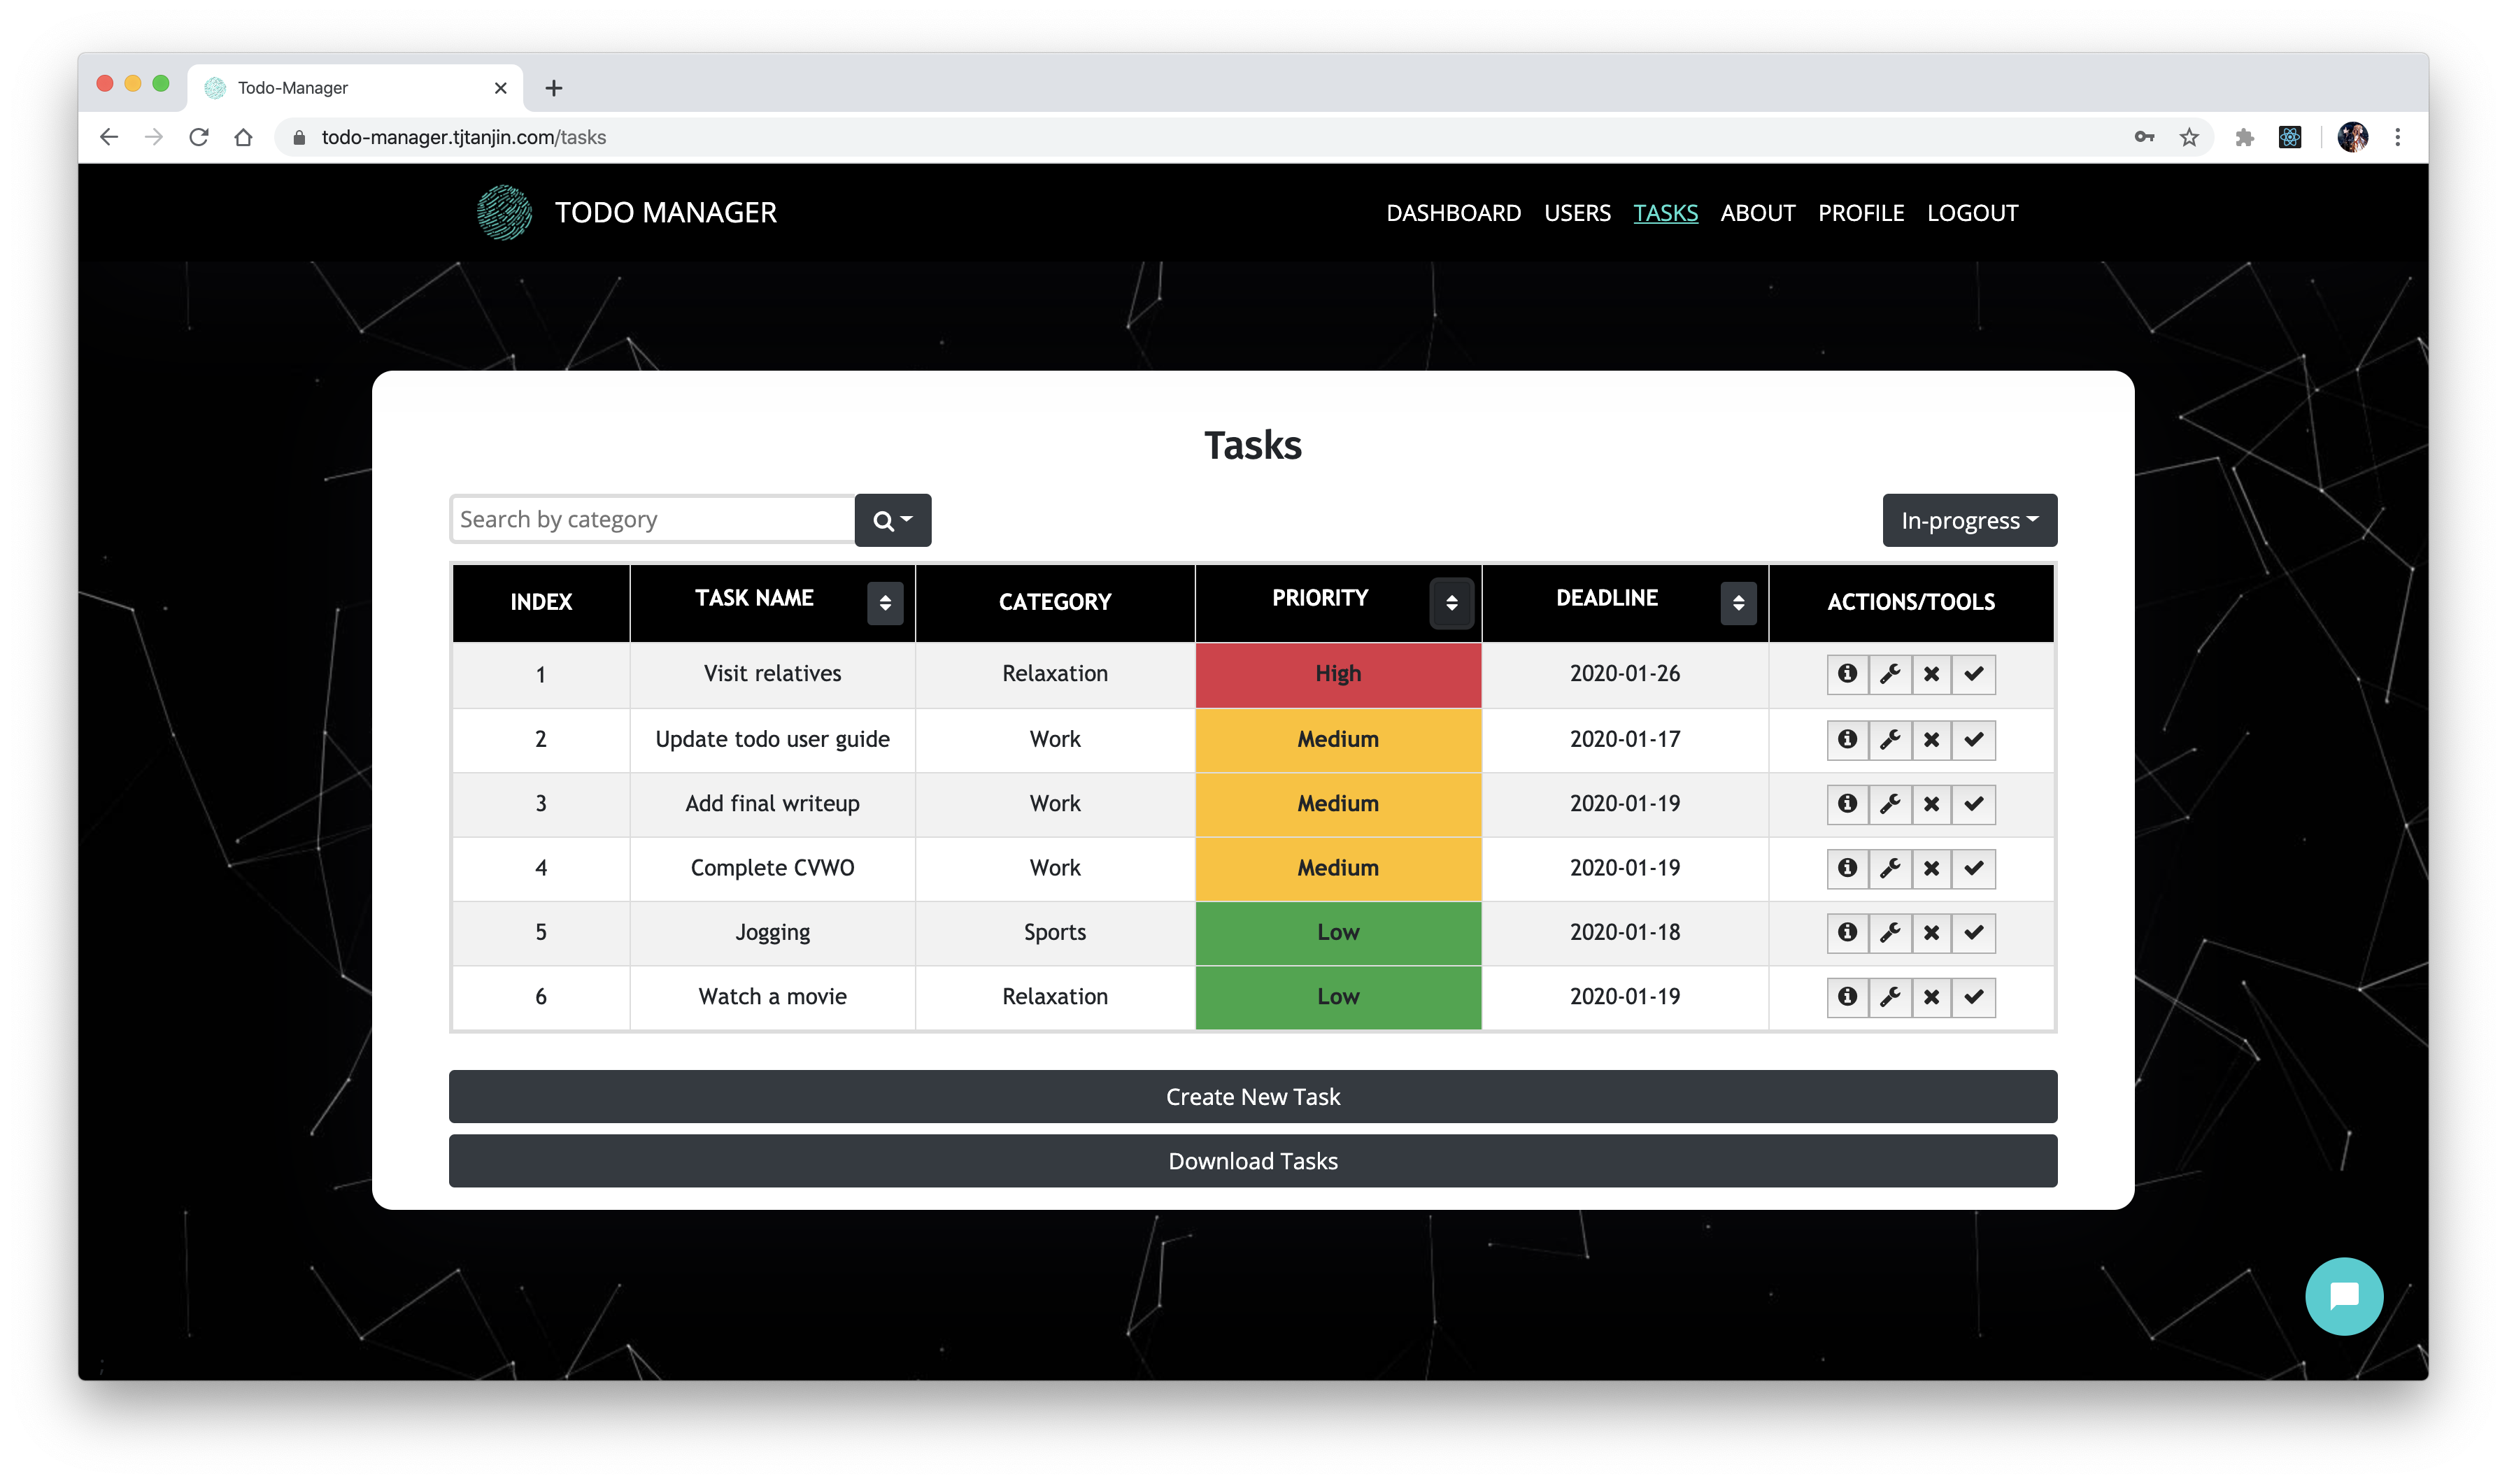 Todo-Manager
todo-manager.tjtanjin.com/tasks
TODO MANAGER
DASHBOARD USERS TASKS ABOUT PROFILE LOGOUT
Tasks
Search by category
In-progress
INDEX TASK NAME CATEGORY PRIORITY DEADLINE ACTIONS/TOOLS
1 Visit relatives Relaxation High 2020-01-26
2 Update todo user guide Work Medium 2020-01-17
3 Add final writeup Work Medium 2020-01-19
4 Complete CVWO Work Medium 2020-01-19
5 Jogging Sports Low 2020-01-18
6 Watch a movie Relaxation Low 2020-01-19
Create New Task
Download Tasks